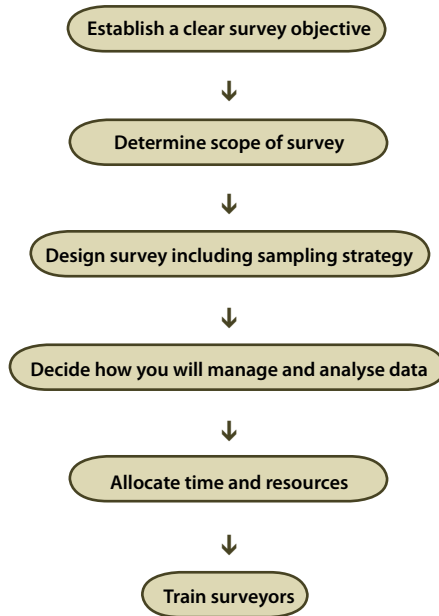 Establish a clear survey objective
Determine scope of survey
Design survey including sampling strategy
Decide how you will manage and analyse data
Allocate time and resources
Train surveyors